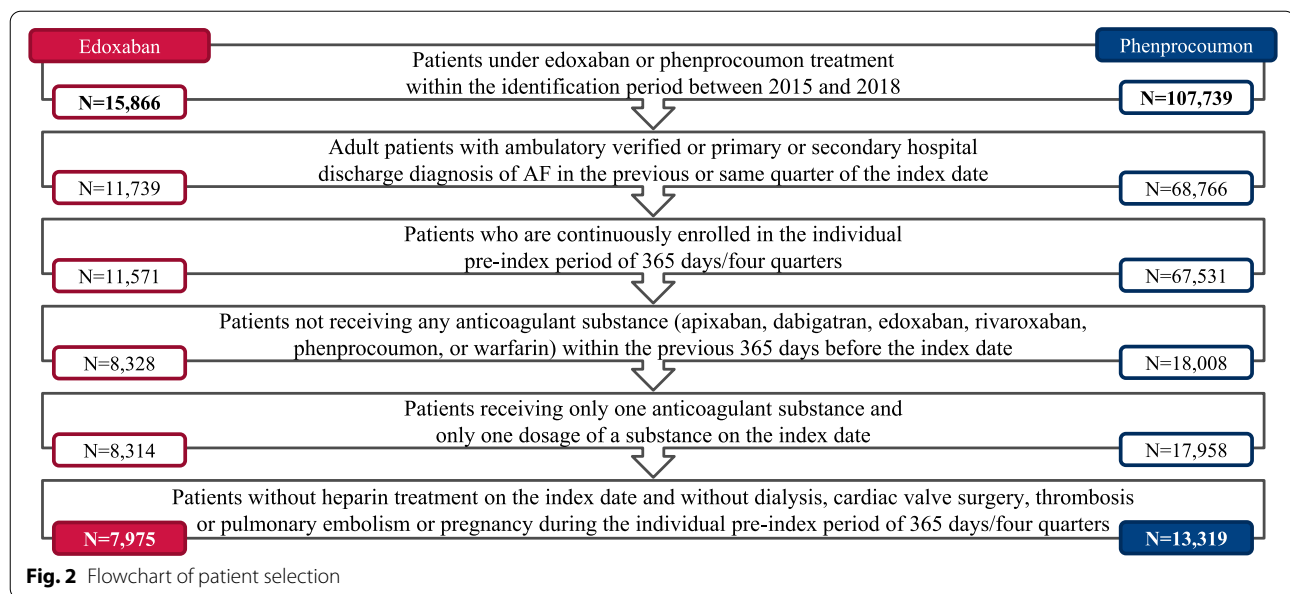 Edoxaban
Phenprocoumon
Patients under edoxaban or phenprocoumon treatment
within the identification period between 2015 and 2018
N=15,866
N=107,739
Adult patients with ambulatory verified or primary or secondary hospital
discharge diagnosis of AF in the previous or same quarter of the index date
N=11,739
N=68,766
Patients who are continuously enrolled in the individual
pre-index period of 365 days/four quarters
N=11,571
N=67,531
Patients not receiving any anticoagulant substance (apixaban, dabigatran, edoxaban, rivaroxaban,
phenprocoumon, or warfarin) within the previous 365 days before the index date
N=8,328
N=18,008
Patients receiving only one anticoagulant substance and
only one dosage of a substance on the index date
N=8,314
N=17,958
Patients without heparin treatment on the index date and without dialysis, cardiac valve surgery, thrombosis
or pulmonary embolism or pregnancy during the individual pre-index period of 365 days/four quarters
N=7,975
N=13,319
Fig. 2 Flowchart of patient selection